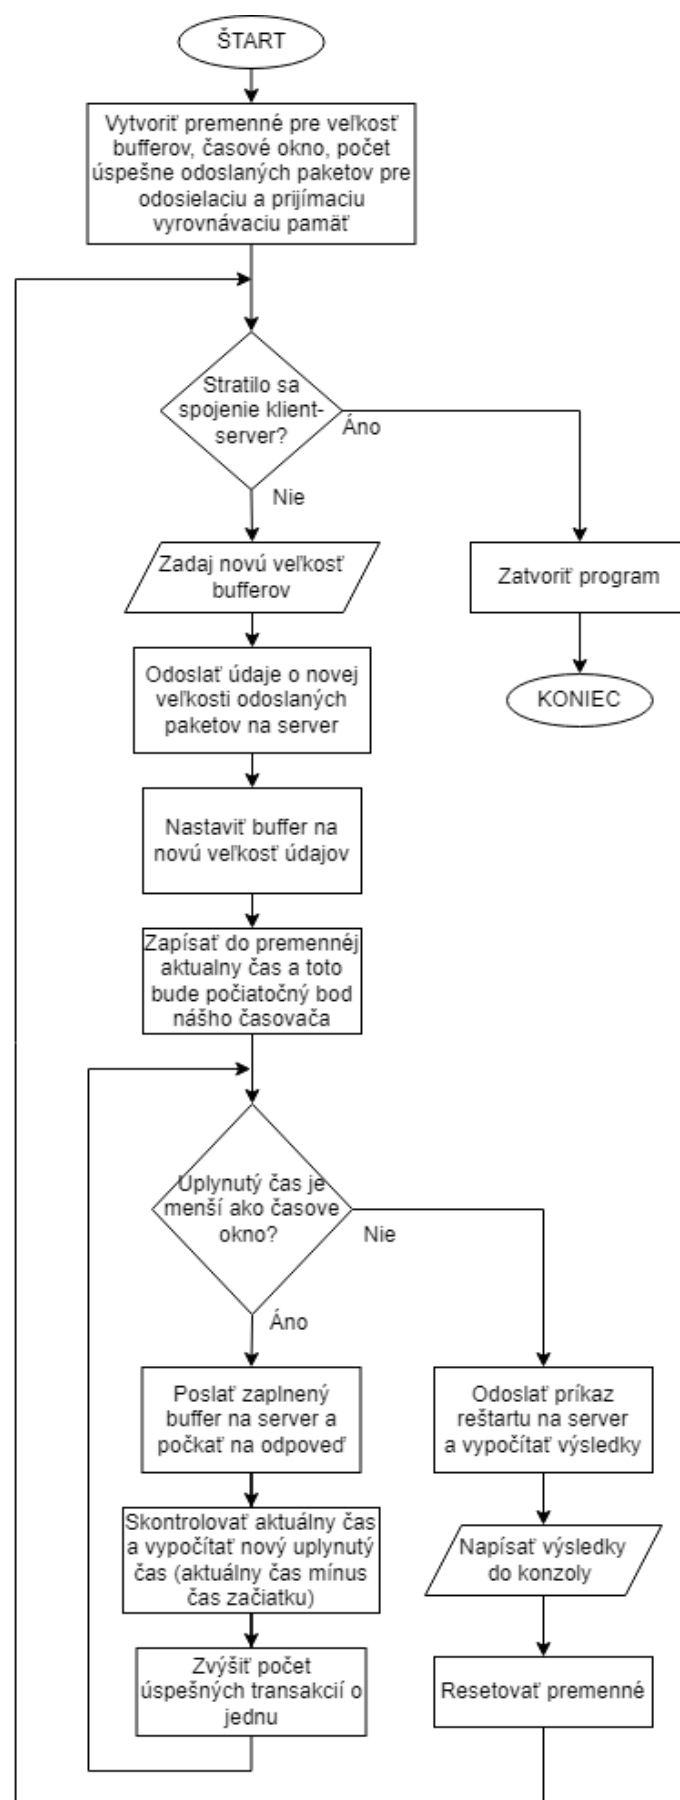 ŠTART
Vytvoriť premenné pre veľkosť
bufferov, časové okno, počet
úspešne odoslaných paketov pre
odosielaciu a prijímaciu
vyrovnávaciu pamäť
Stratilo sa
spojenie klient-
server?
Áno
Nie
Zadaj novú veľkosť
bufferov
Zatvoriť program
Odoslať údaje o novej
veľkosti odoslaných
paketov na server
KONIEC
Nastaviť buffer na
novú veľkosť údajov
Zapísať do premennéj
aktualny čas a toto
bude počiatočný bod
nášho časovača
Uplynutý čas je
menší ako časove
okno?
Nie
Áno
Poslať zaplnený
buffer na server a
počkať na odpoveď
Odoslať príkaz
reštartu na server
a vypočítať výsledky
Skontrolovať aktuálny čas
a vypočítať nový uplynutý
čas (aktuálny čas mínus
čas začiatku)
Napísať výsledky
do konzoly
Zvýšiť počet
úspešných transakcií o
jednu
Resetovať premenné